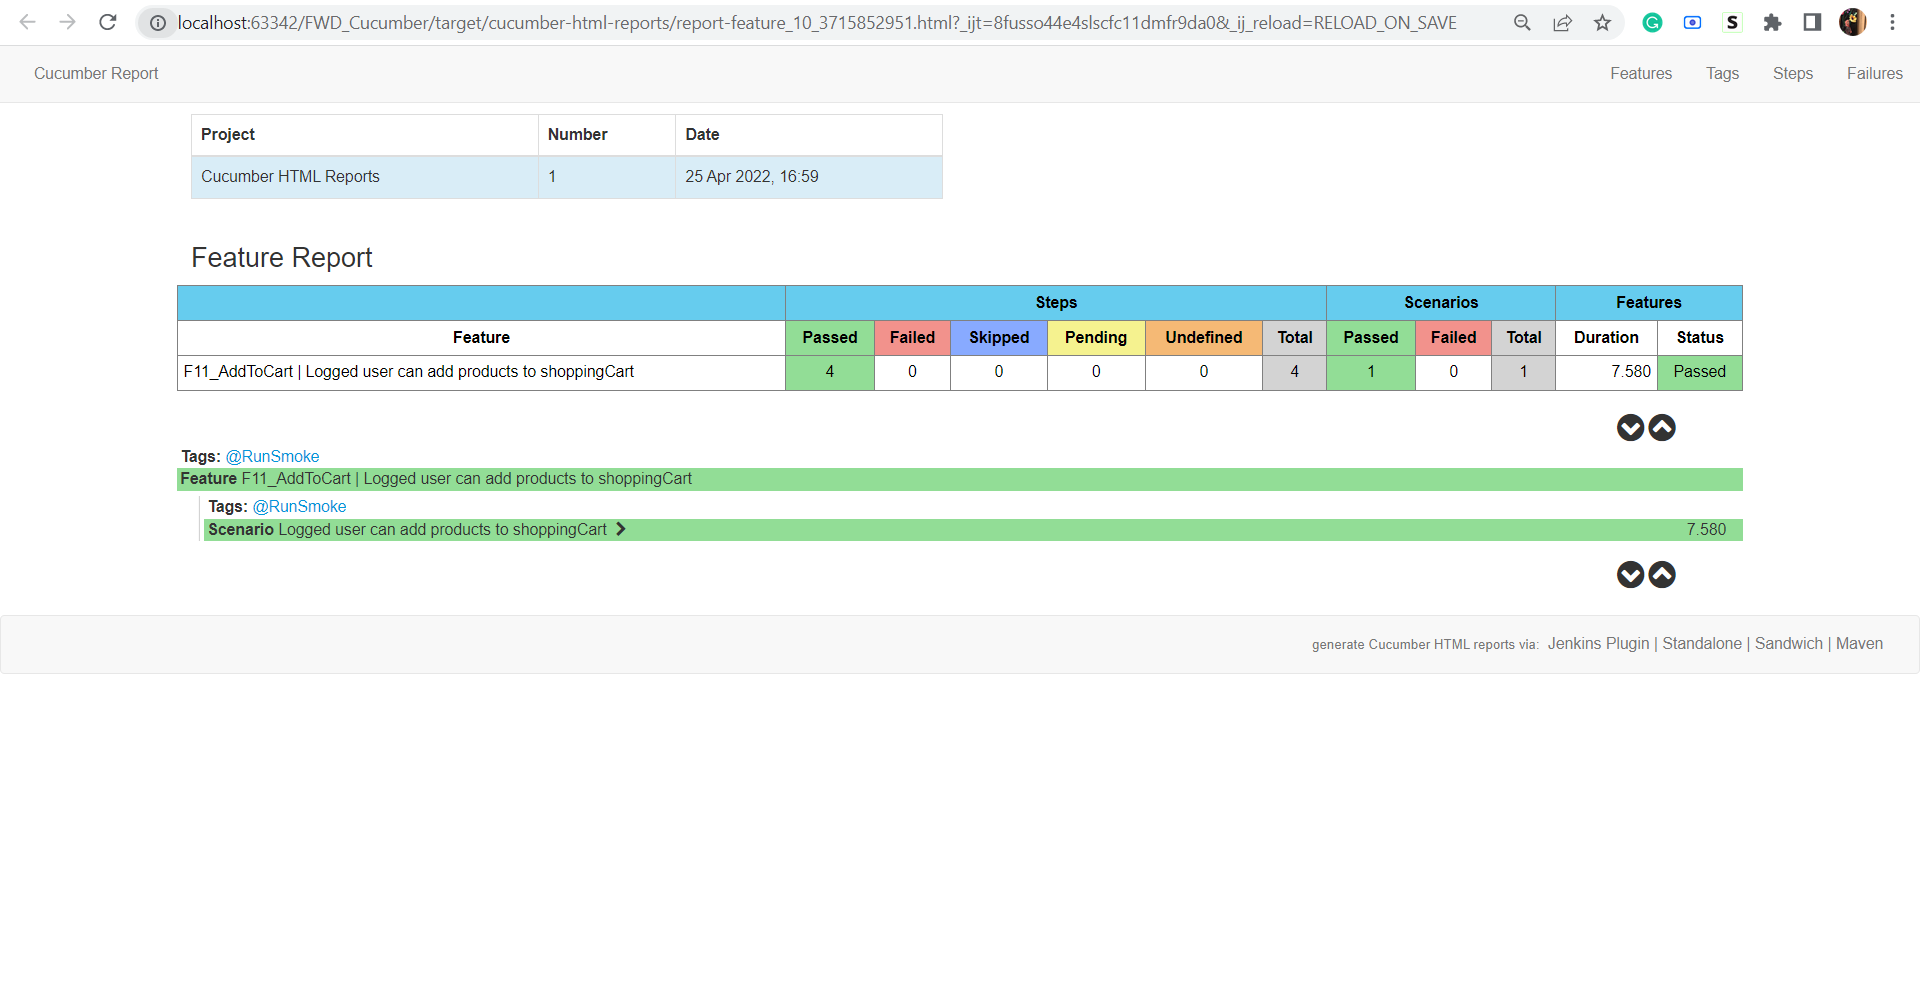 localhost:63342/FWD_Cucumber/target/cucumber-html-reports/report-feature_10_3715852951.html?_ijt=8fusso44e4slscfc11dmfr9da0&_ij_reload=RELOAD_ON_SAVE
S
Cucumber Report Features Tags Steps Failures
Project Number Date
Cucumber HTML Reports 1 25 Apr 2022, 16:59
Feature Report
Steps Scenarios Features
Feature Passed Failed Skipped Pending Undefined Total Passed Failed Total Duration Status
F11_AddToCart | Logged user can add products to shoppingCart 4 0 0 0 0 4 1 0 1 7.580 Passed
Tags: @RunSmoke
Feature F11_AddToCart | Logged user can add products to shoppingCart
Tags: @RunSmoke
Scenario Logged user can add products to shoppingCart 7.580
generate Cucumber HTML reports via: Jenkins Plugin | Standalone | Sandwich | Maven